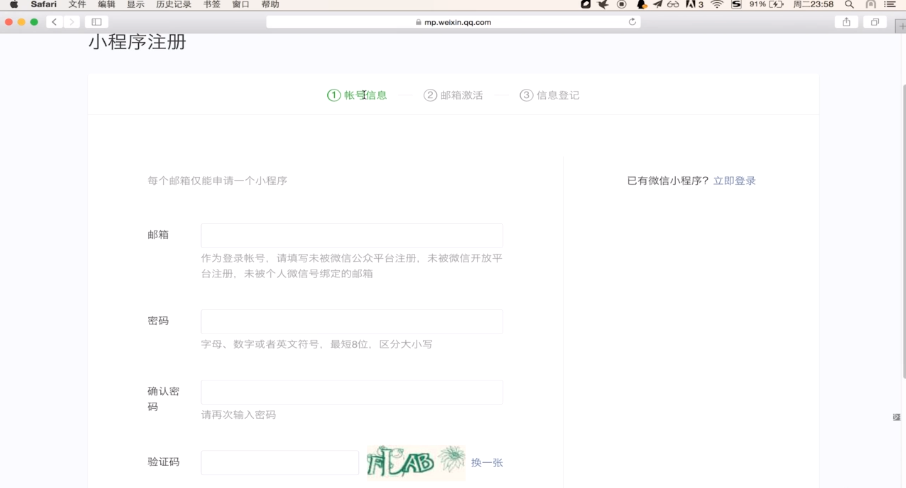 Safari 文件 编辑 显示 历史记录 书签 窗口 帮助
3 91% 周二23:58
mp.weixin.qq.com
小程序注册
1 帐号信息 2 邮箱激活 3 信息登记
每个邮箱仅能申请一个小程序
已有微信小程序？立即登录
邮箱
作为登录帐号，请填写未被微信公众平台注册，未被微信开放平
台注册，未被个人微信号绑定的邮箱
密码
字母、数字或者英文符号，最短8位，区分大小写
确认密
码
请再次输入密码
验证码
换一张